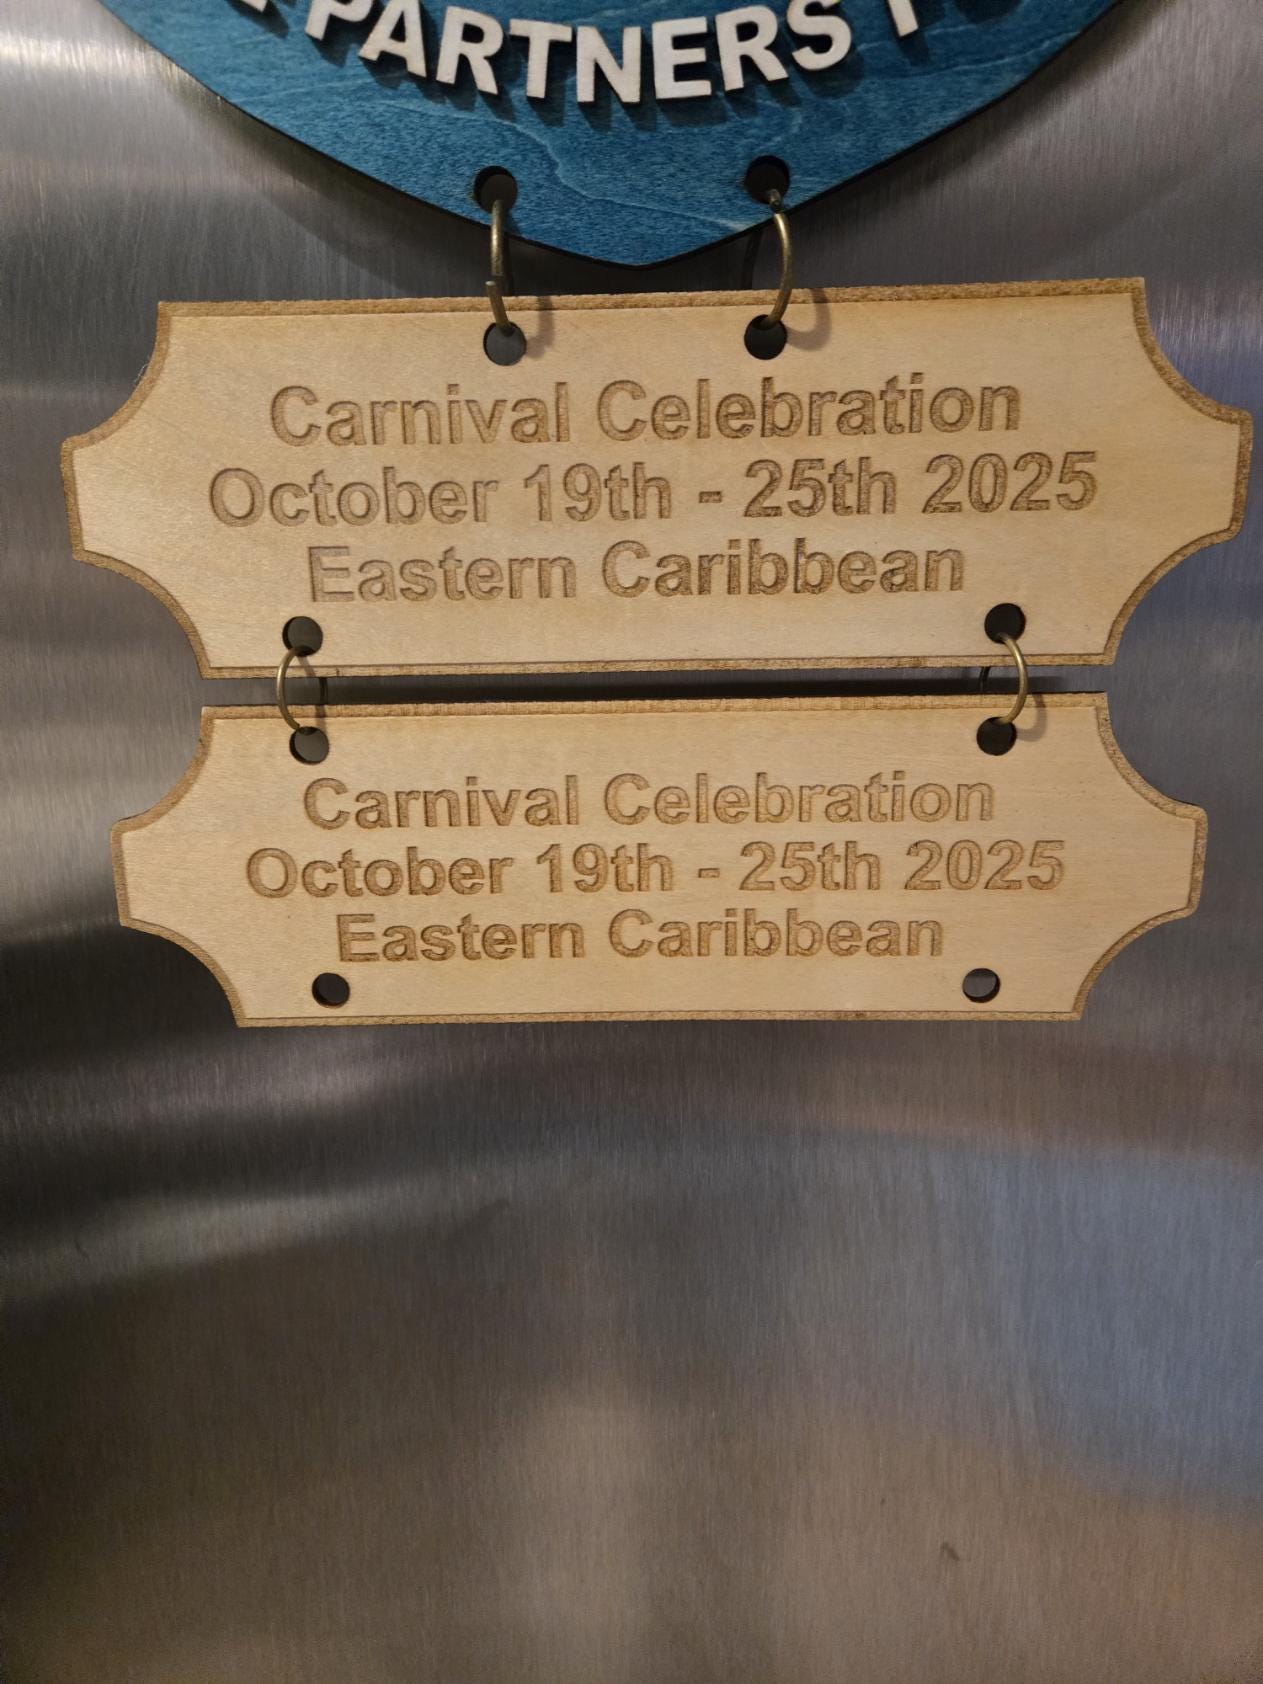 PARTNERS
Carnival Celebration
October 19th - 25th 2025
Eastern Caribbean
Carnival Celebration
October 19th - 25th 2025
Eastern Caribbean